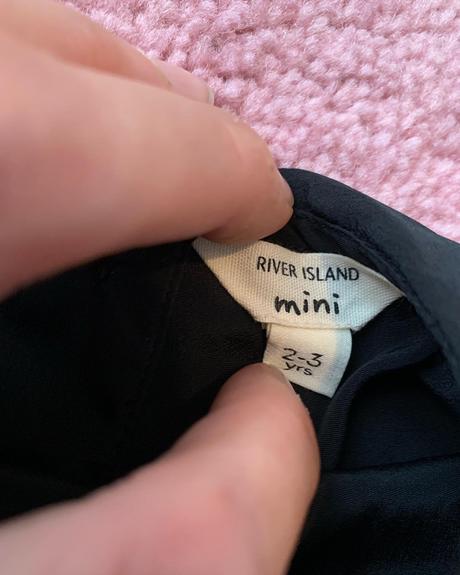 RIVER ISLAND
mini
2-3
yrs